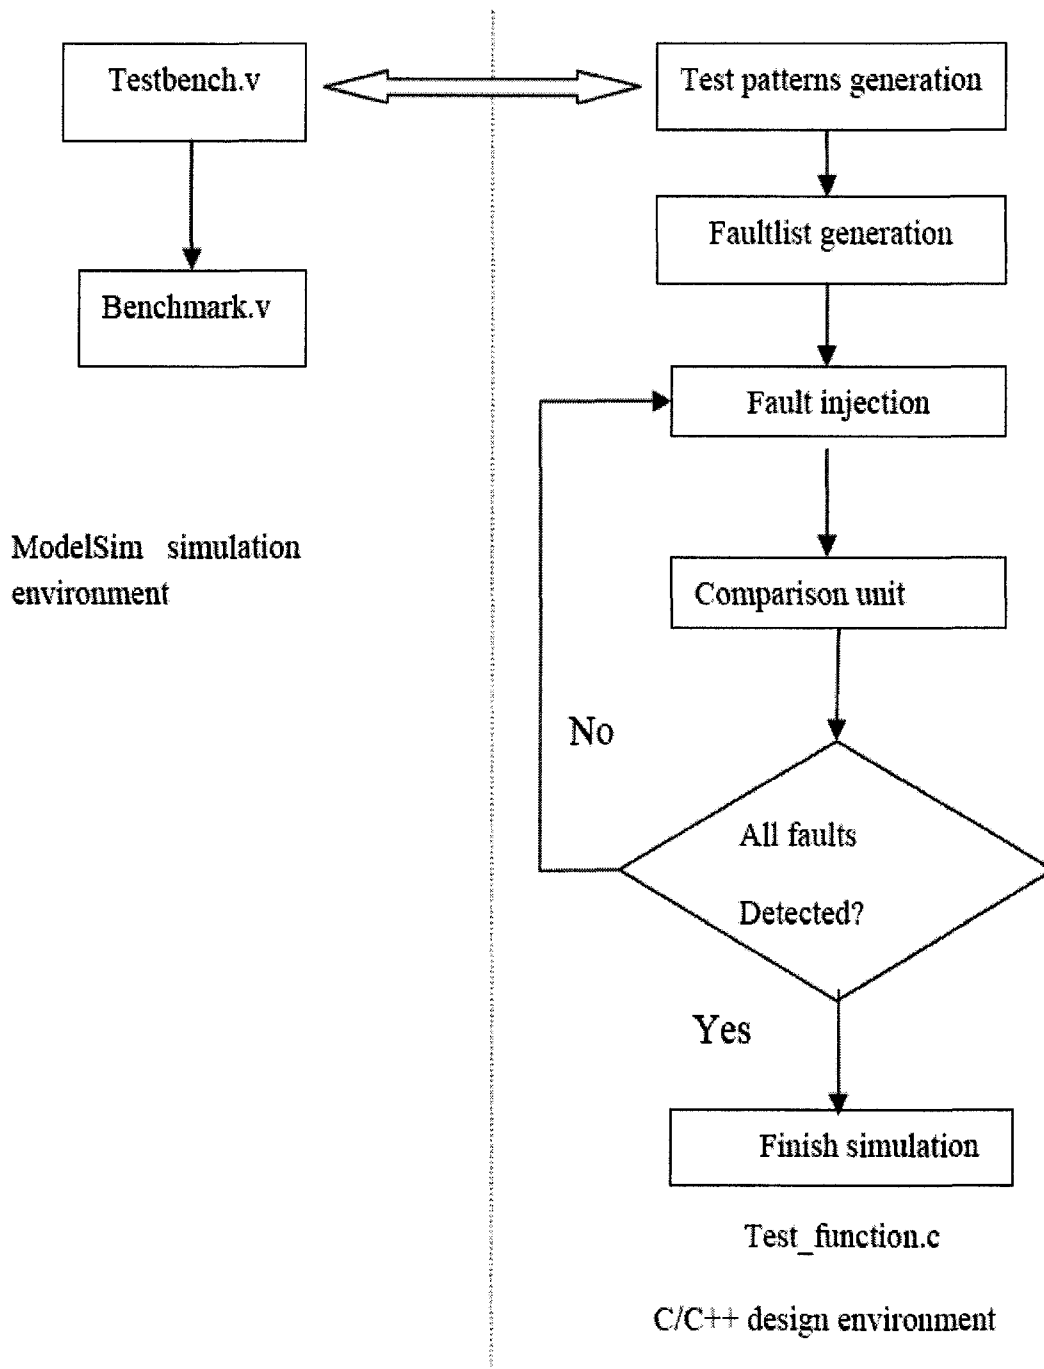 Testbench.v
Benchmark.v
ModelSim simulation
environment
Test patterns generation
Faultlist generation
Fault injection
Comparison unit
No
All faults
Detected?
Yes
Finish simulation
Test_function.c
C/C++ design environment